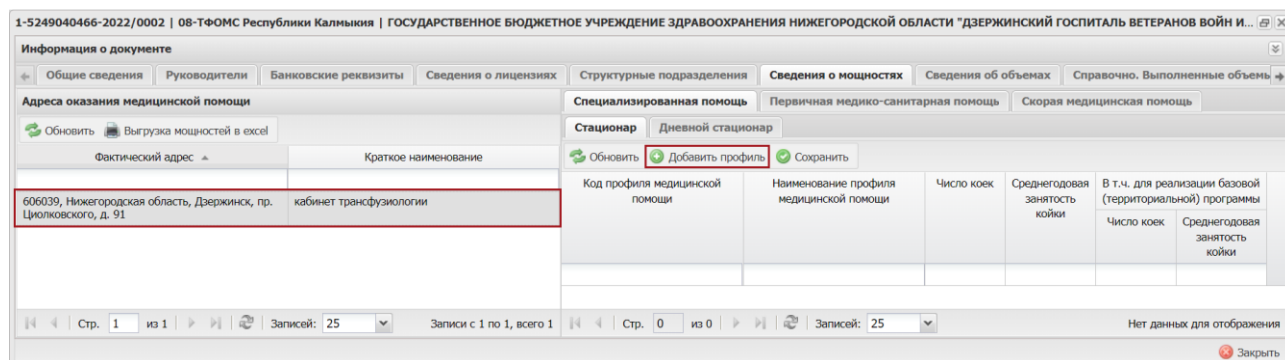 1-5249040466-2022/0002 | 08-ТФОМС Республики Калмыкия | ГОСУДАРСТВЕННОЕ БЮДЖЕТНОЕ УЧРЕЖДЕНИЕ ЗДРАВООХРАНЕНИЯ НИЖЕГОРОДСКОЙ ОБЛАСТИ "ДЗЕРЖИНСКИЙ ГОСПИТАЛЬ ВЕТЕРАНОВ ВОЙН И...
Информация о документе
Общие сведения Руководители Банковские реквизиты Сведения о лицензиях Структурные подразделения Сведения о мощностях Сведения об объемах Справочно. Выполненные объемы
Адреса оказания медицинской помощи
Обновить Выгрузка мощностей в excel
Фактический адрес Краткое наименование
606039, Нижегородская область, Дзержинск, пр. кабинет трансфузиологии
Циолковского, д. 91
Стр. 1 из 1 Записей: 25 Записи с 1 по 1, всего 1
Специализированная помощь Первичная медико-санитарная помощь Скорая медицинская помощь
Стационар Дневной стационар
Обновить Добавить профиль Сохранить
Код профиля медицинской Наименование профиля Число коек Среднегодовая В т.ч. для реализации базовой
помощи медицинской помощи занятость (территориальной) программы
койки
Число коек Среднегодовая
занятость
койки
Стр. 0 из 0 Записей: 25 Нет данных для отображения
Закрыть